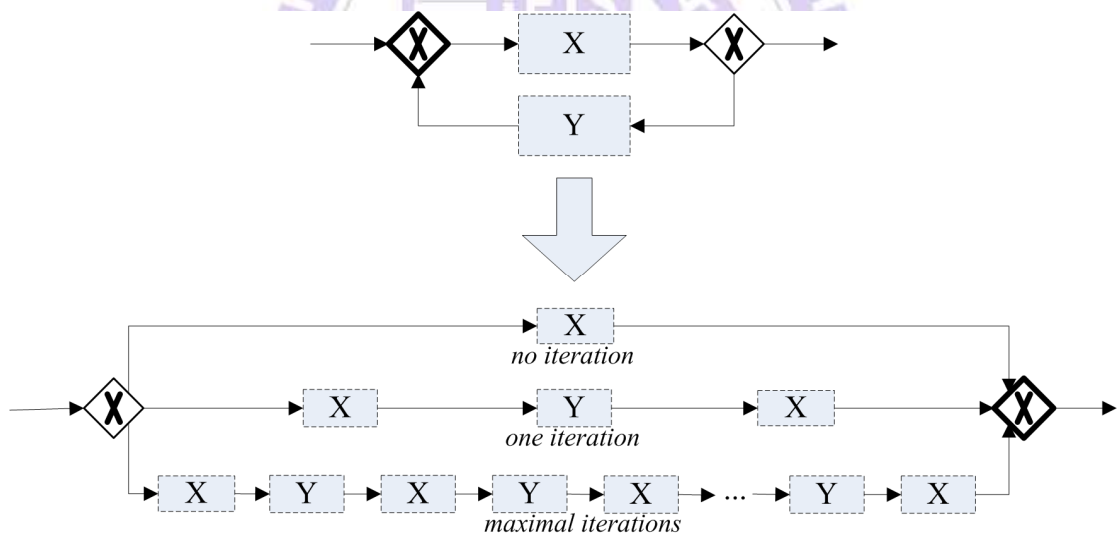 X X X
Y
X
no iteration
X X Y X X
one iteration
X Y X Y X ... Y X
maximal iterations